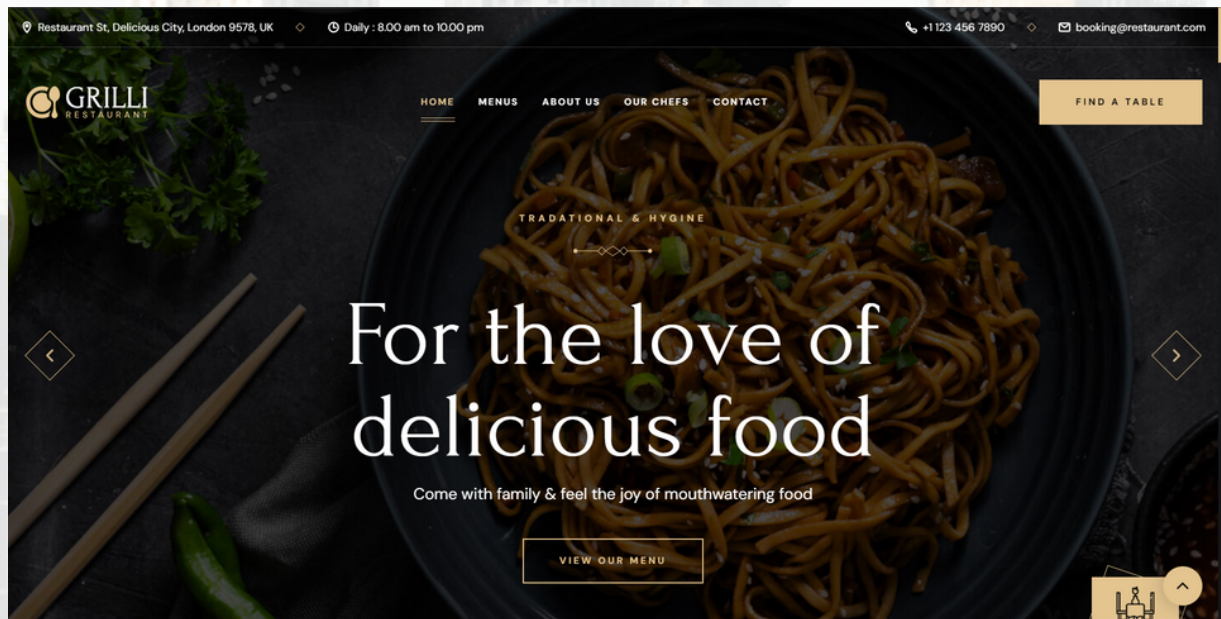 Restaurant St, Delicious City, London 9578, UK
Daily : 8.00 am to 10.00 pm
+1 123 456 7890
booking@restaurant.com
GRILLI
RESTAURANT
HOME MENUS ABOUT US OUR CHEFS CONTACT
FIND A TABLE
TRADATIONAL & HYGINE
For the love of
delicious food
Come with family & feel the joy of mouthwatering food
VIEW OUR MENU